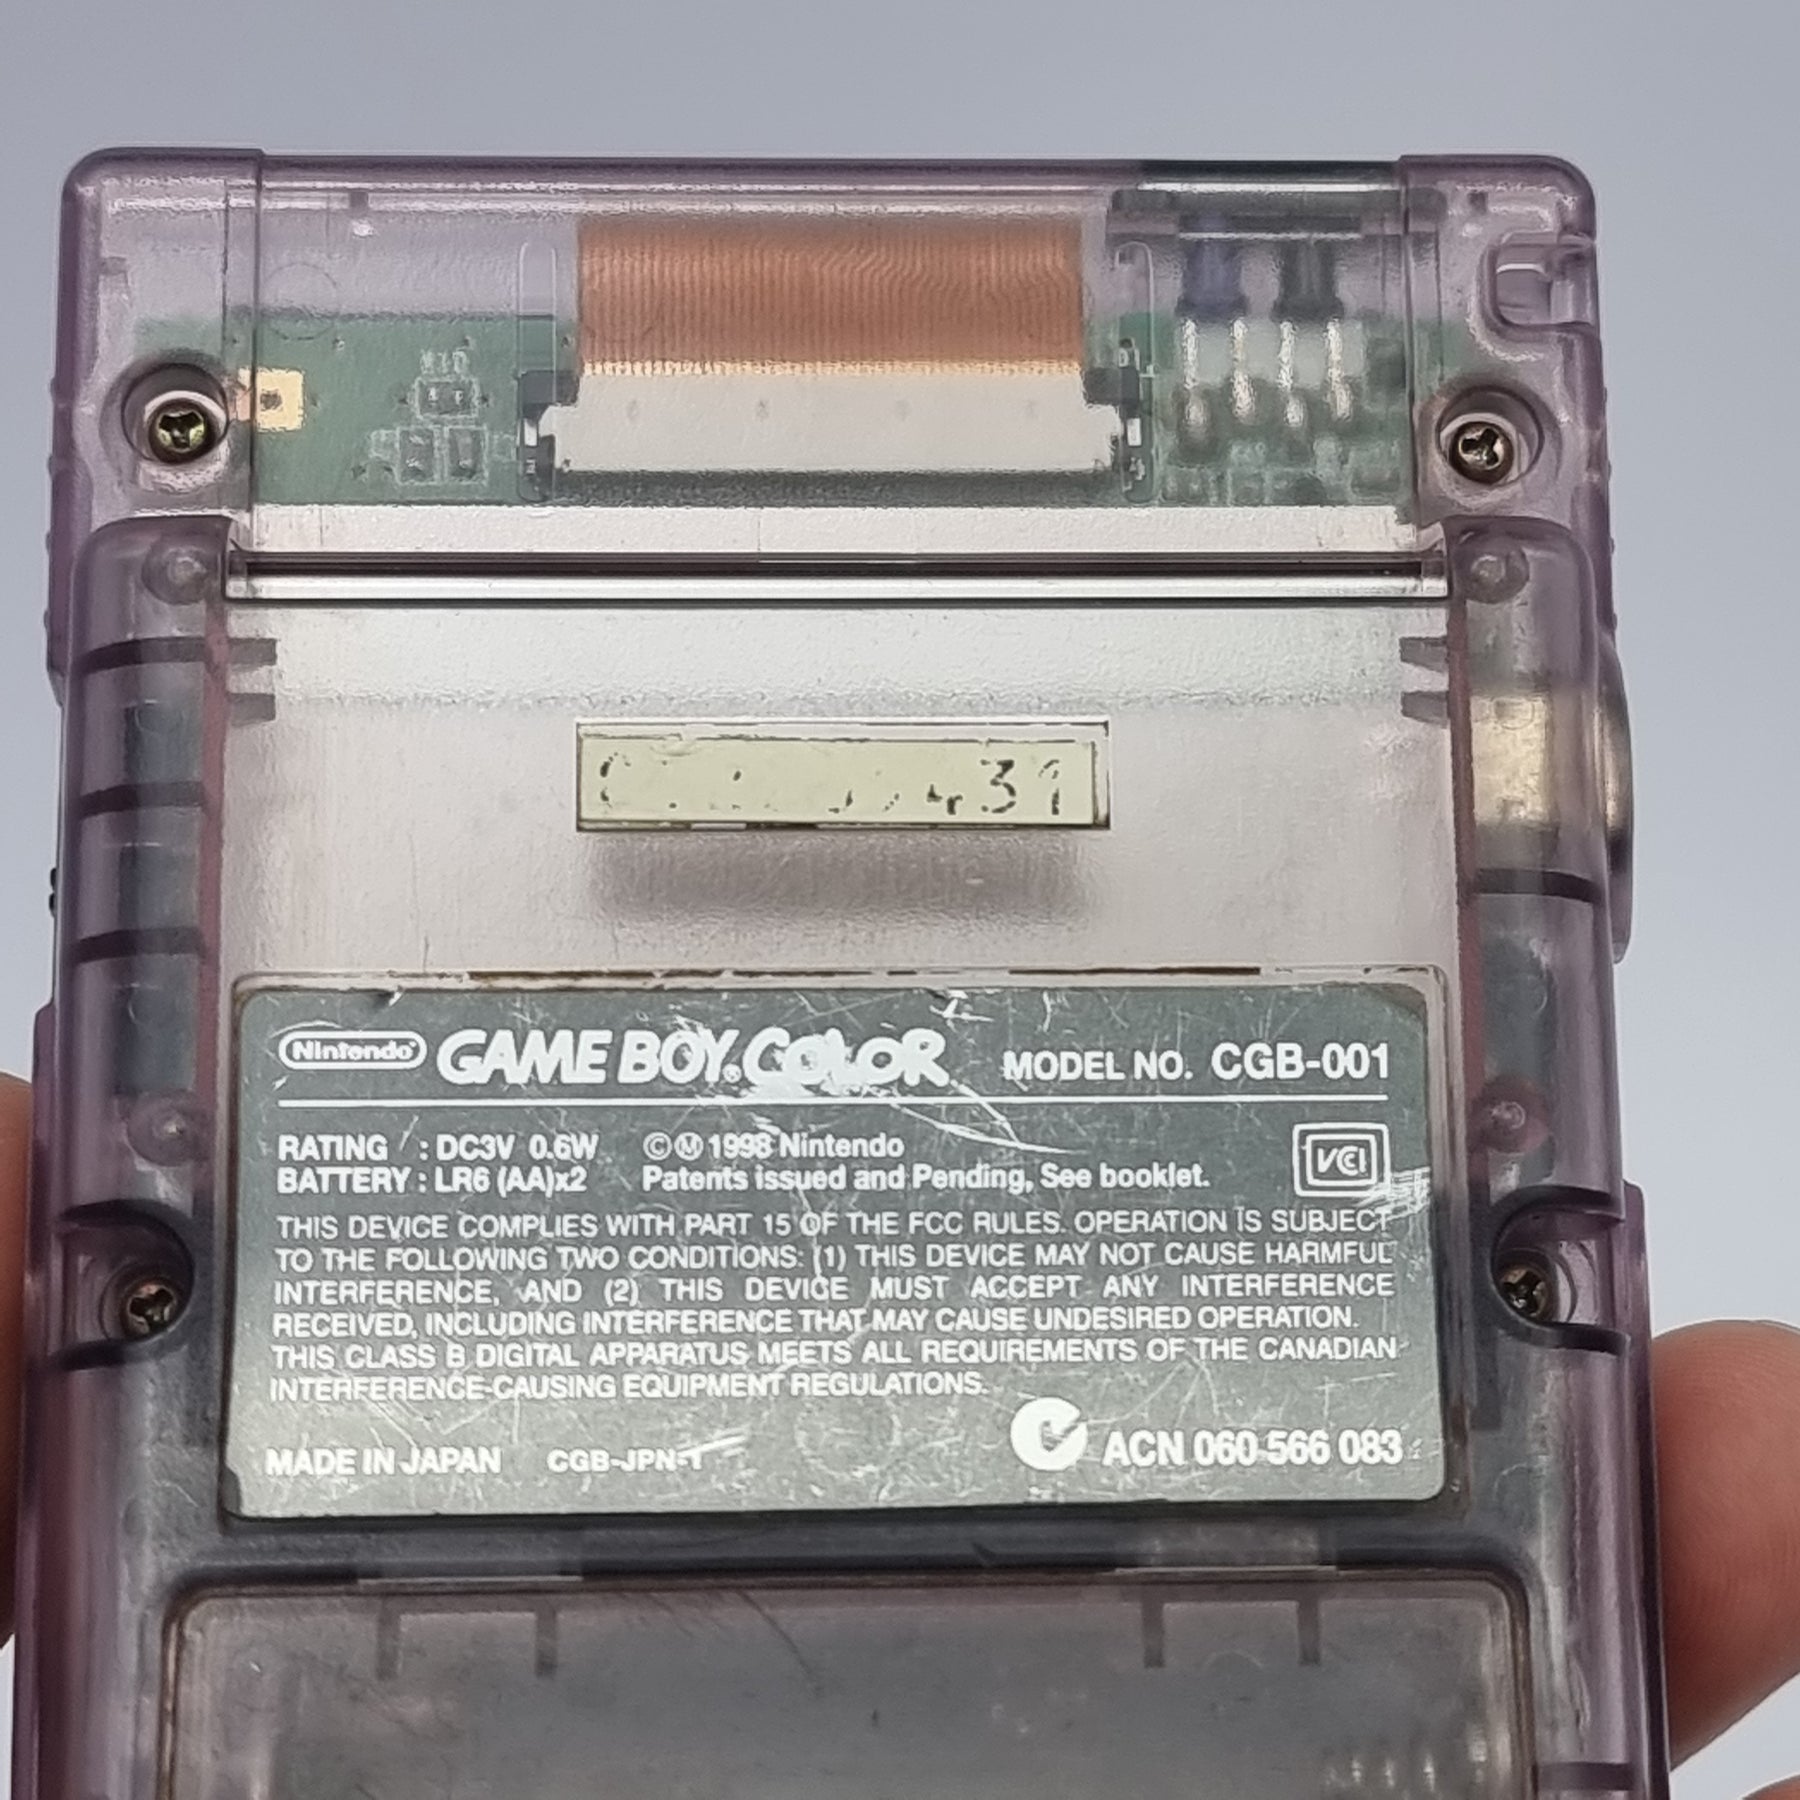 Nintendo GAME BOY COLOR MODEL NO. CGB-001
RATING : DC3V 0.6W ©Ⓜ1998 Nintendo
BATTERY : LR6 (AA)x2 Patents issued and Pending, See booklet.
VCI
THIS DEVICE COMPLIES WITH PART 15 OF THE FCC RULES. OPERATION IS SUBJECT
TO THE FOLLOWING TWO CONDITIONS: (1) THIS DEVICE MAY NOT CAUSE HARMFUL
INTERFERENCE, AND (2) THIS DEVICE MUST ACCEPT ANY INTERFERENCE
RECEIVED, INCLUDING INTERFERENCE THAT MAY CAUSE UNDESIRED OPERATION.
THIS CLASS B DIGITAL APPARATUS MEETS ALL REQUIREMENTS OF THE CANADIAN
INTERFERENCE-CAUSING EQUIPMENT REGULATIONS.
MADE IN JAPAN CGB-JPN-1 ACN 060 566 083